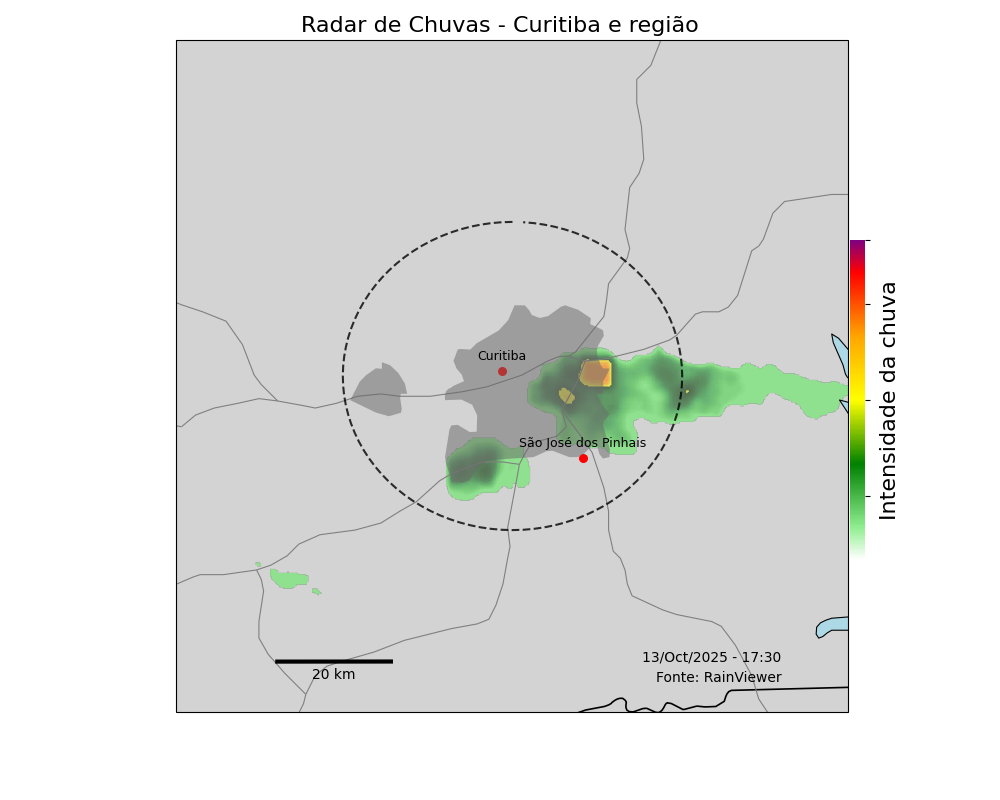 Radar de Chuvas - Curitiba e região
Curitiba
São José dos Pinhais
Intensidade da chuva
13/Oct/2025 - 17:30
Fonte: RainViewer
20 km